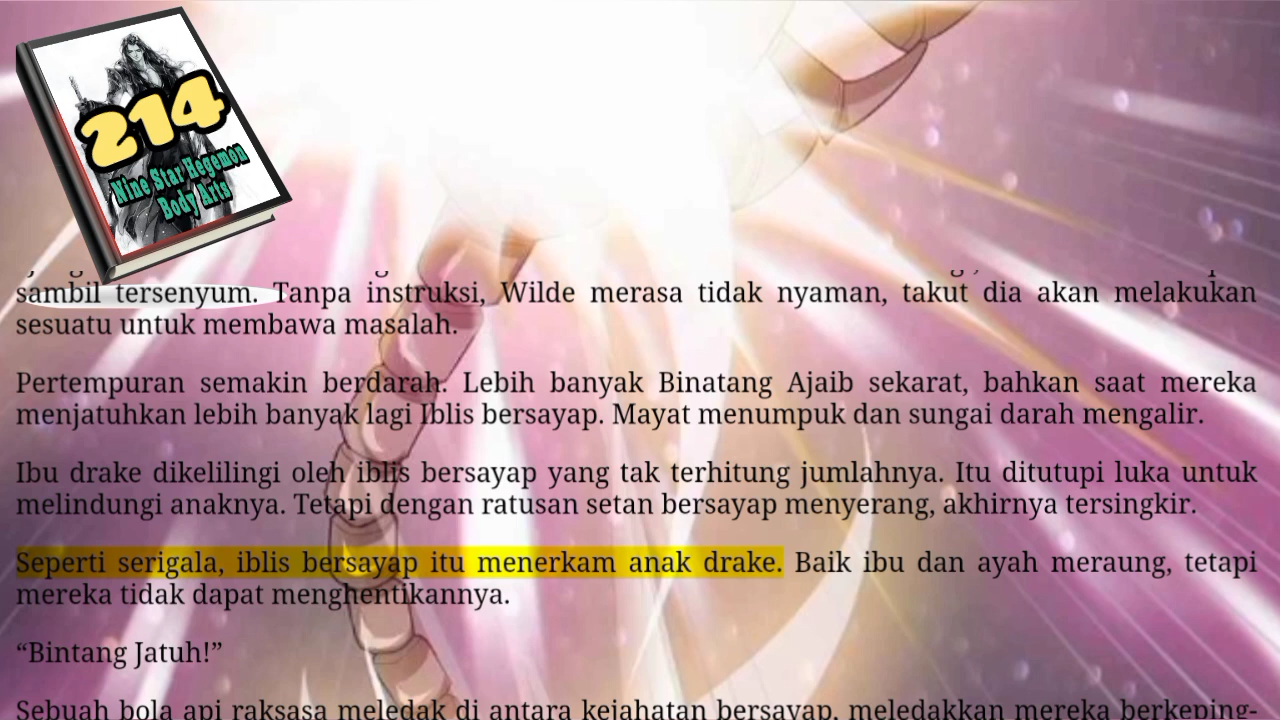 214
Nine Star Hegemon
Body Arts
sambil tersenyum. Tanpa instruksi, Wilde merasa tidak nyaman, takut dia akan melakukan
sesuatu untuk membawa masalah.
Pertempuran semakin berdarah. Lebih banyak Binatang Ajaib sekarat, bahkan saat mereka
menjatuhkan lebih banyak lagi Iblis bersayap. Mayat menumpuk dan sungai darah mengalir.
Ibu drake dikelilingi oleh iblis bersayap yang tak terhitung jumlahnya. Itu ditutupi luka untuk
melindungi anaknya. Tetapi dengan ratusan setan bersayap menyerang, akhirnya tersingkir.
Seperti serigala, iblis bersayap itu menerkam anak drake. Baik ibu dan ayah meraung, tetapi
mereka tidak dapat menghentikannya.
“Bintang Jatuh!”
Sebuah bola api raksasa meledak di antara kejahatan bersayap, meledakkan mereka berkeping-